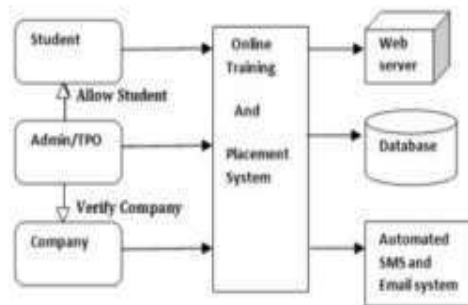 Student
Allow Student
Admin/TPO
Verify Company
Company
Online
Training
And
Placement
System
Web
server
Database
Automated
SMS and
Email system